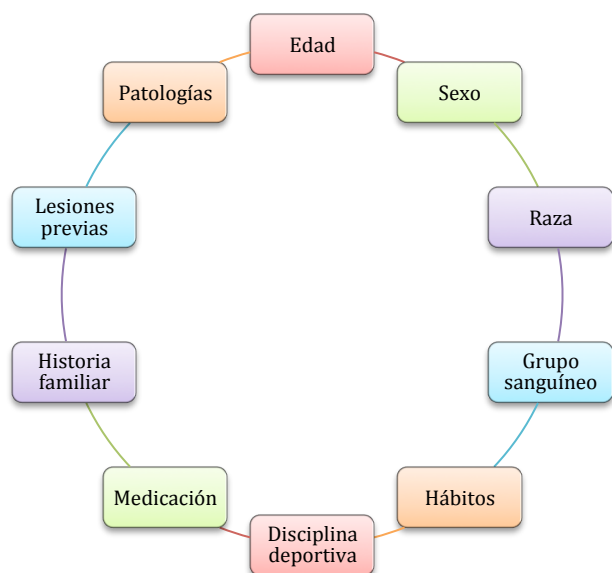 Edad
Sexo
Raza
Grupo
sanguíneo
Hábitos
Disciplina
deportiva
Medicación
Historia
familiar
Lesiones
previas
Patologías